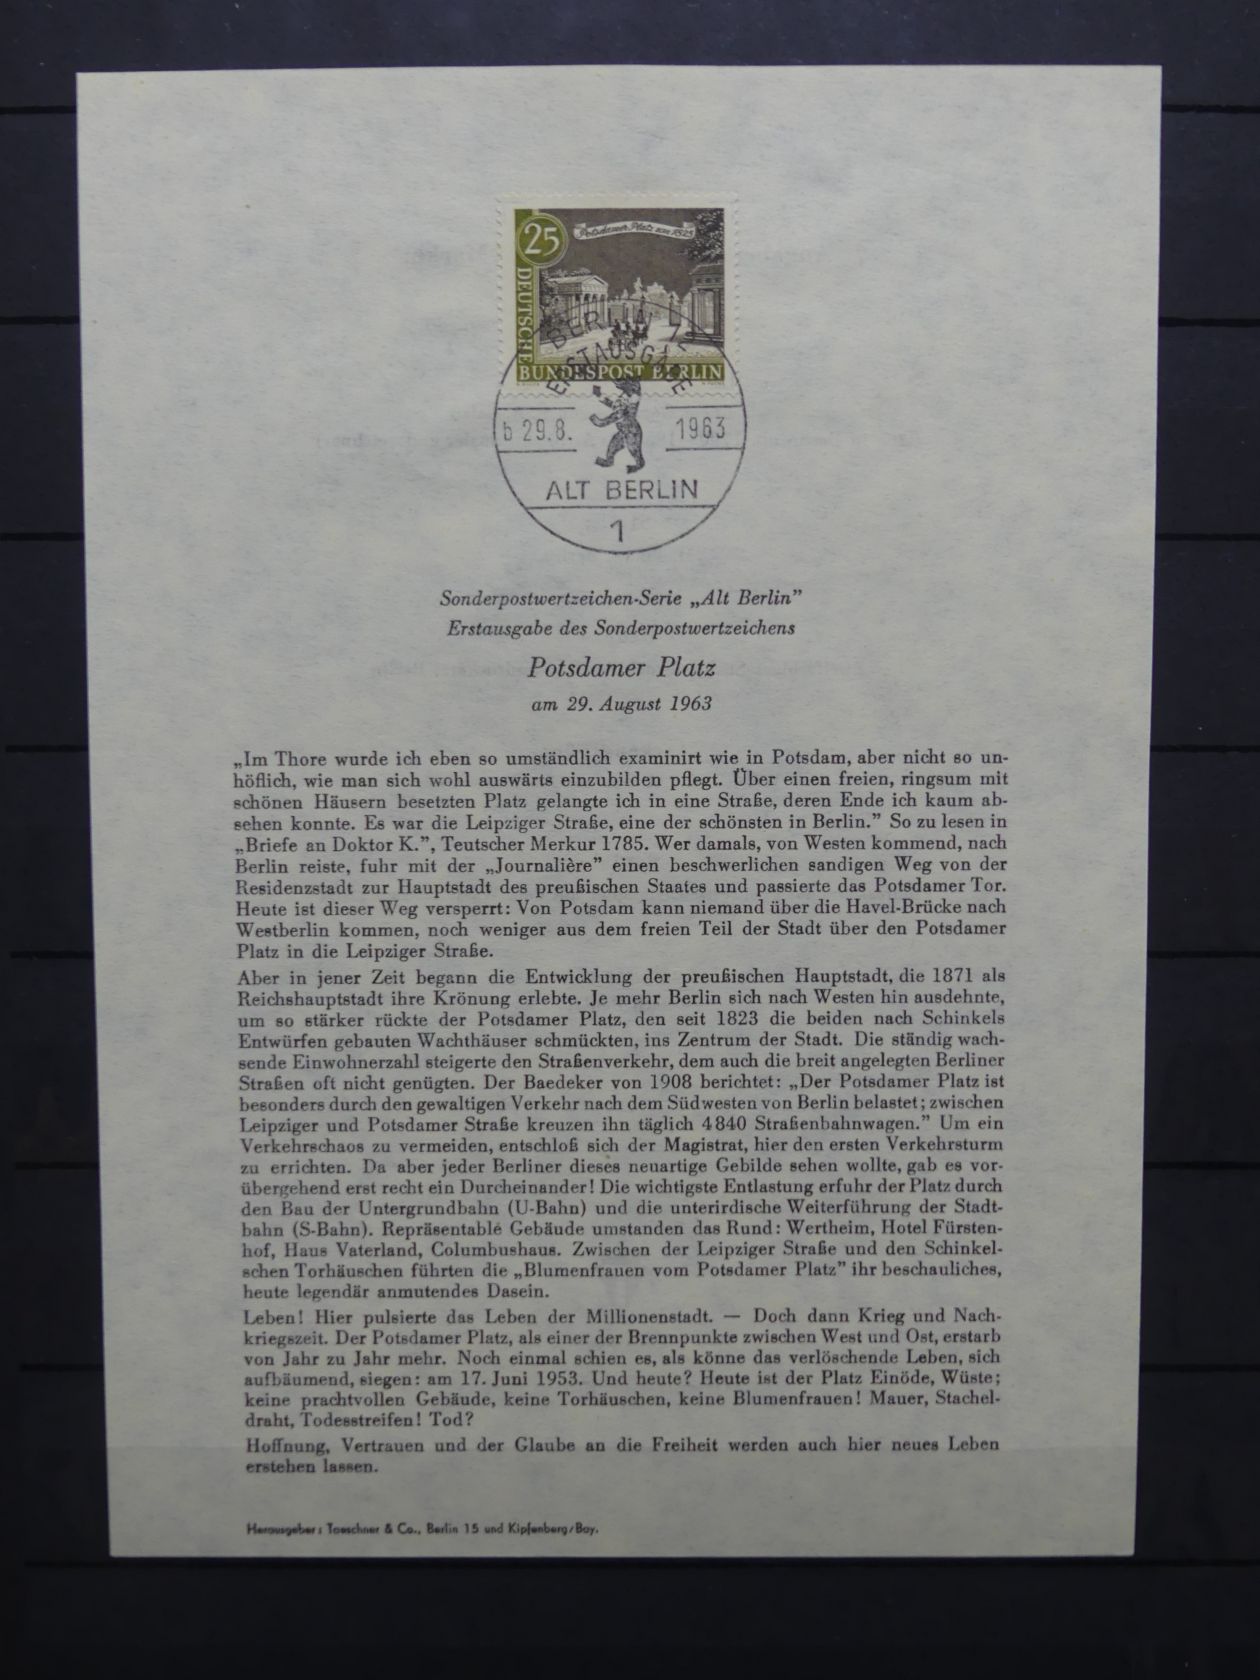 25
Potsdamer Platz um 1825
DEUTSCHE
BUNDESPOST BERLIN
BERLIN 12
ERSTAUSGABE
b 29.8. 1963
ALT BERLIN
1
Sonderpostwertzeichen-Serie „Alt Berlin”
Erstausgabe des Sonderpostwertzeichens
Potsdamer Platz
am 29. August 1963
„Im Thore wurde ich eben so umständlich examinirt wie in Potsdam, aber nicht so un-
höflich, wie man sich wohl auswärts einzubilden pflegt. Über einen freien, ringsum mit
schönen Häusern besetzten Platz gelangte ich in eine Straße, deren Ende ich kaum ab-
sehen konnte. Es war die Leipziger Straße, eine der schönsten in Berlin.” So zu lesen in
„Briefe an Doktor K.”, Teutscher Merkur 1785. Wer damals, von Westen kommend, nach
Berlin reiste, fuhr mit der „Journalière” einen beschwerlichen sandigen Weg von der
Residenzstadt zur Hauptstadt des preußischen Staates und passierte das Potsdamer Tor.
Heute ist dieser Weg versperrt: Von Potsdam kann niemand über die Havel-Brücke nach
Westberlin kommen, noch weniger aus dem freien Teil der Stadt über den Potsdamer
Platz in die Leipziger Straße.
Aber in jener Zeit begann die Entwicklung der preußischen Hauptstadt, die 1871 als
Reichshauptstadt ihre Krönung erlebte. Je mehr Berlin sich nach Westen hin ausdehnte,
um so stärker rückte der Potsdamer Platz, den seit 1823 die beiden nach Schinkels
Entwürfen gebauten Wachthäuser schmückten, ins Zentrum der Stadt. Die ständig wach-
sende Einwohnerzahl steigerte den Straßenverkehr, dem auch die breit angelegten Berliner
Straßen oft nicht genügten. Der Baedeker von 1908 berichtet: „Der Potsdamer Platz ist
besonders durch den gewaltigen Verkehr nach dem Südwesten von Berlin belastet; zwischen
Leipziger und Potsdamer Straße kreuzen ihn täglich 4840 Straßenbahnwagen.” Um ein
Verkehrschaos zu vermeiden, entschloß sich der Magistrat, hier den ersten Verkehrsturm
zu errichten. Da aber jeder Berliner dieses neuartige Gebilde sehen wollte, gab es vor-
übergehend erst recht ein Durcheinander! Die wichtigste Entlastung erfuhr der Platz durch
den Bau der Untergrundbahn (U-Bahn) und die unterirdische Weiterführung der Stadt-
bahn (S-Bahn). Repräsentable Gebäude umstanden das Rund: Wertheim, Hotel Fürsten-
hof, Haus Vaterland, Columbushaus. Zwischen der Leipziger Straße und den Schinkel-
schen Torhäuschen führten die „Blumenfrauen vom Potsdamer Platz” ihr beschauliches,
heute legendär anmutendes Dasein.
Leben! Hier pulsierte das Leben der Millionenstadt. — Doch dann Krieg und Nach-
kriegszeit. Der Potsdamer Platz, als einer der Brennpunkte zwischen West und Ost, erstarb
von Jahr zu Jahr mehr. Noch einmal schien es, als könne das verlöschende Leben, sich
aufbäumend, siegen: am 17. Juni 1953. Und heute? Heute ist der Platz Einöde, Wüste;
keine prachtvollen Gebäude, keine Torhäuschen, keine Blumenfrauen! Mauer, Stachel-
draht, Todesstreifen! Tod?
Hoffnung, Vertrauen und der Glaube an die Freiheit werden auch hier neues Leben
erstehen lassen.
Herausgeber: Taeschner & Co., Berlin 15 und Kipfenberg/Bay.